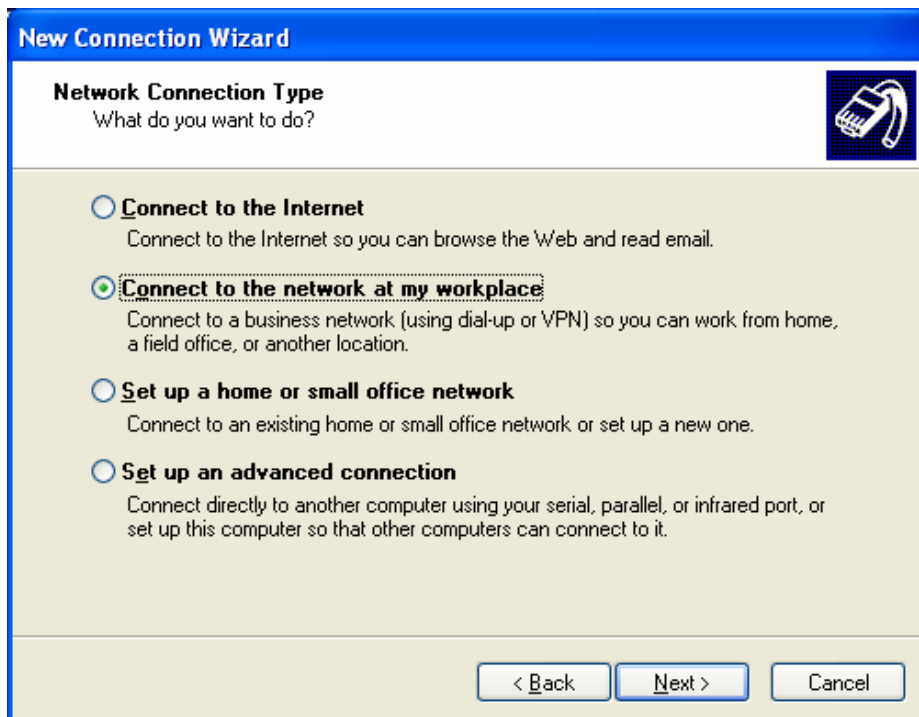 New Connection Wizard
Network Connection Type
What do you want to do?
Connect to the Internet
Connect to the Internet so you can browse the Web and read email.
Connect to the network at my workplace
Connect to a business network (using dial-up or VPN) so you can work from home,
a field office, or another location.
Set up a home or small office network
Connect to an existing home or small office network or set up a new one.
Set up an advanced connection
Connect directly to another computer using your serial, parallel, or infrared port, or
set up this computer so that other computers can connect to it.
< Back Next > Cancel